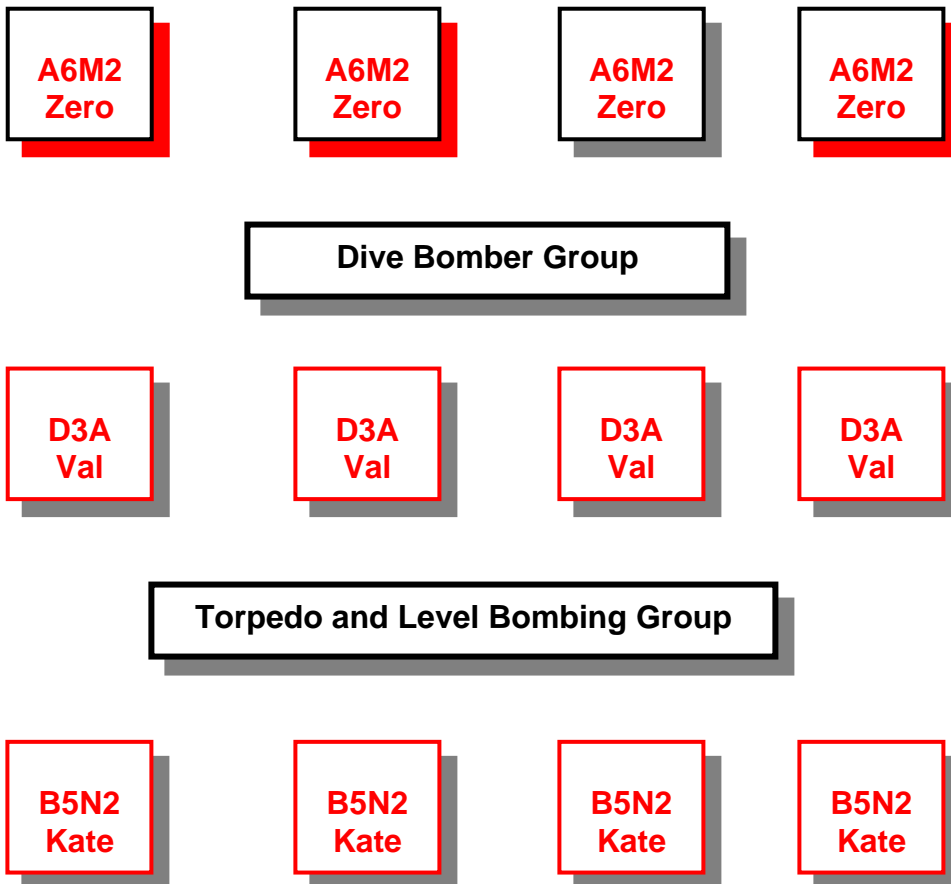 A6M2 A6M2 A6M2 A6M2
Zero Zero Zero Zero
Dive Bomber Group
D3A D3A D3A D3A
Val Val Val Val
Torpedo and Level Bombing Group
B5N2 B5N2 B5N2 B5N2
Kate Kate Kate Kate